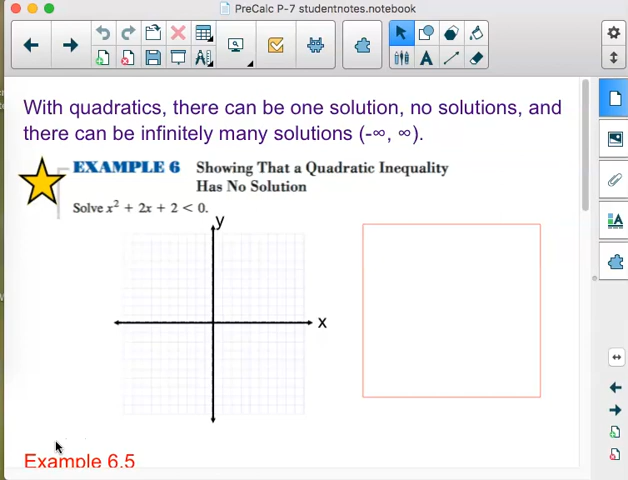 PreCalc P-7 studentnotes.notebook
With quadratics, there can be one solution, no solutions, and
there can be infinitely many solutions (-∞, ∞).
EXAMPLE 6 Showing That a Quadratic Inequality
Has No Solution
Solve x² + 2x + 2 < 0.
y
x
Example 6.5